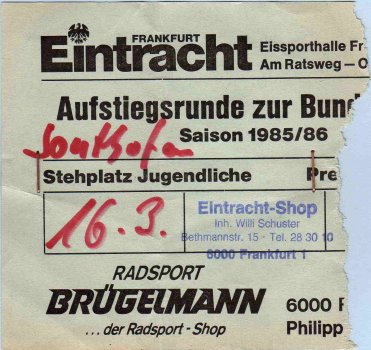 FRANKFURT
Eintracht
Eissporthalle Fr
Am Ratsweg – O
Aufstiegsrunde zur Bund
Saison 1985/86
Sonthofen
Stehplatz Jugendliche Pre
16.3.
Eintracht-Shop
Inh. Willi Schuster
Bethmannstr. 15 - Tel. 28 30 10
6000 Frankfurt 1
RADSPORT
BRÜGELMANN
...der Radsport - Shop
6000 F
Philipp